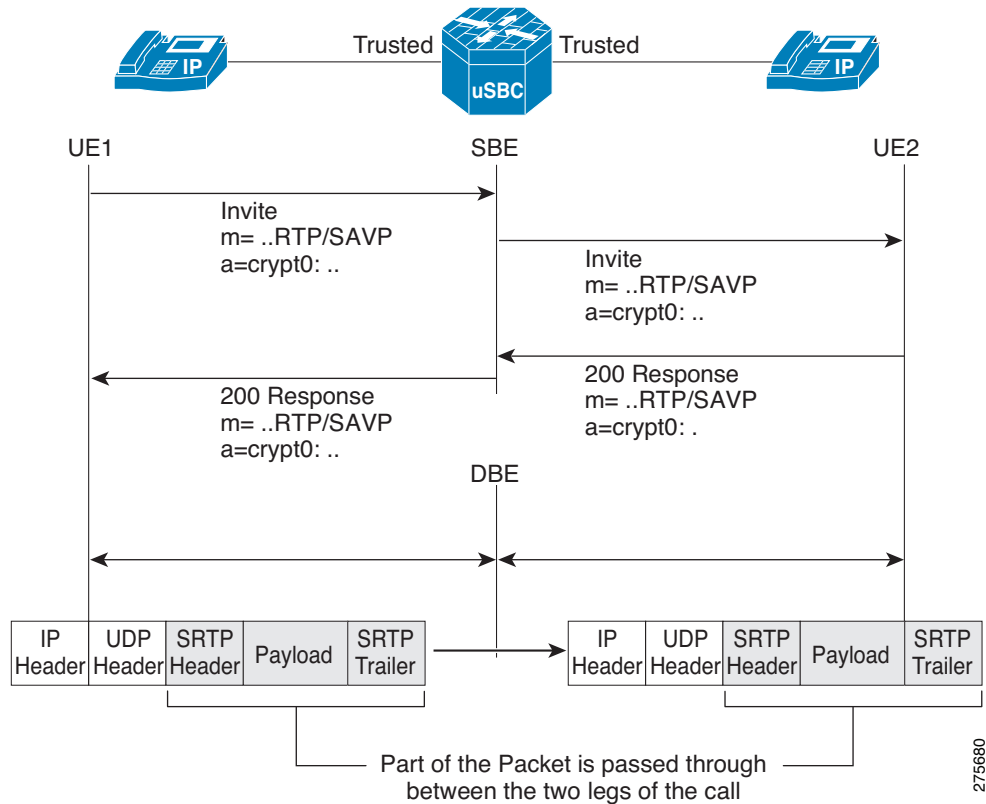 Trusted
Trusted
IP
uSBC
IP
UE1
SBE
UE2
Invite
m= ..RTP/SAVP
a=crypt0: ..
Invite
m= ..RTP/SAVP
a=crypt0: ..
200 Response
m= ..RTP/SAVP
a=crypt0: ..
200 Response
m= ..RTP/SAVP
a=crypt0: .
DBE
IP
Header
UDP
Header
SRTP
Header
Payload
SRTP
Trailer
IP
Header
UDP
Header
SRTP
Header
Payload
SRTP
Trailer
Part of the Packet is passed through
between the two legs of the call
275680